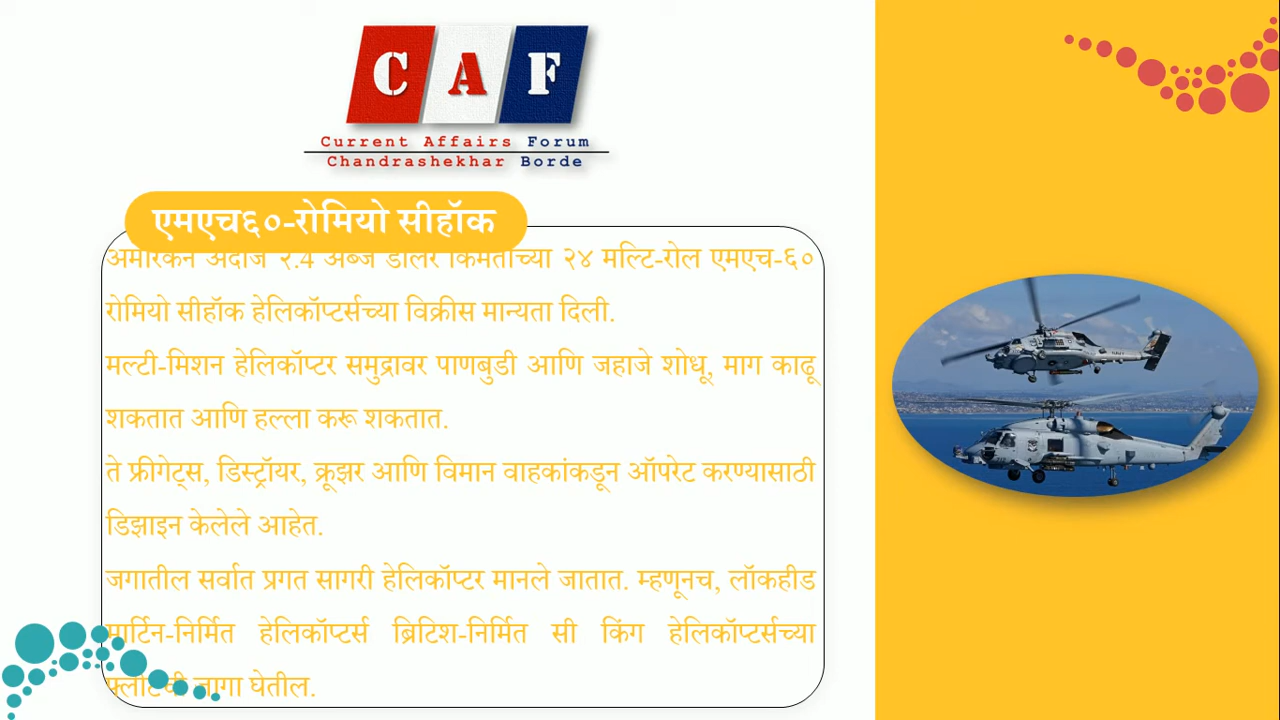 C A F
Current Affairs Forum
Chandrashekhar Borde
एमएच६०-रोमियो सीहॉक
अमेरिकेने अंदाजे २.4 अब्ज डॉलर किंमतीच्या २४ मल्टि-रोल एमएच-६०
रोमियो सीहॉक हेलिकॉप्टर्सच्या विक्रीस मान्यता दिली.
मल्टी-मिशन हेलिकॉप्टर समुद्रावर पाणबुडी आणि जहाजे शोधू, माग काढू
शकतात आणि हल्ला करू शकतात.
ते फ्रीगेट्स, डिस्ट्रॉयर, क्रूझर आणि विमान वाहकांकडून ऑपरेट करण्यासाठी
डिझाइन केलेले आहेत.
जगातील सर्वात प्रगत सागरी हेलिकॉप्टर मानले जातात. म्हणूनच, लॉकहीड
मार्टिन-निर्मित हेलिकॉप्टर्स ब्रिटिश-निर्मित सी किंग हेलिकॉप्टर्सच्या
जागा घेतील.